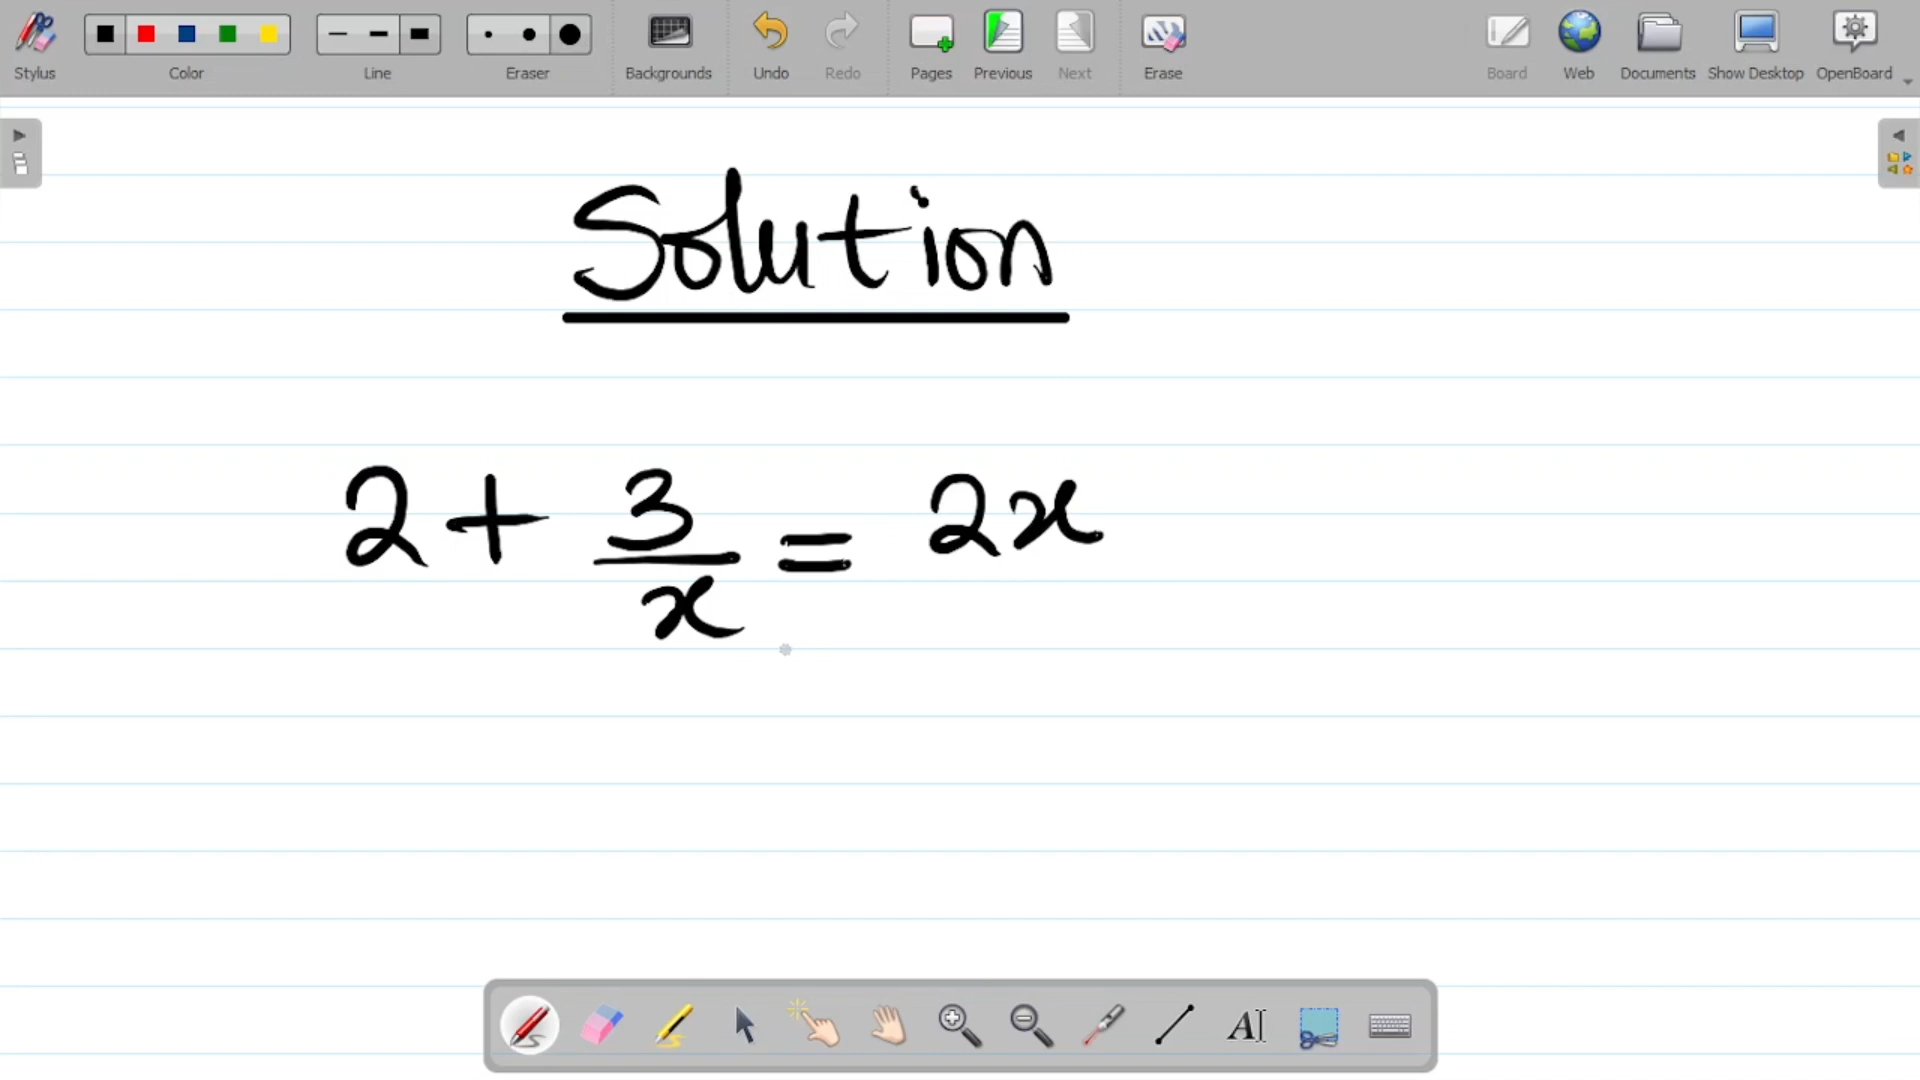 Stylus Color Line Eraser Backgrounds Undo Redo Pages Previous Next Erase Board Web Documents Show Desktop OpenBoard
Solution
2 + 3/x = 2x